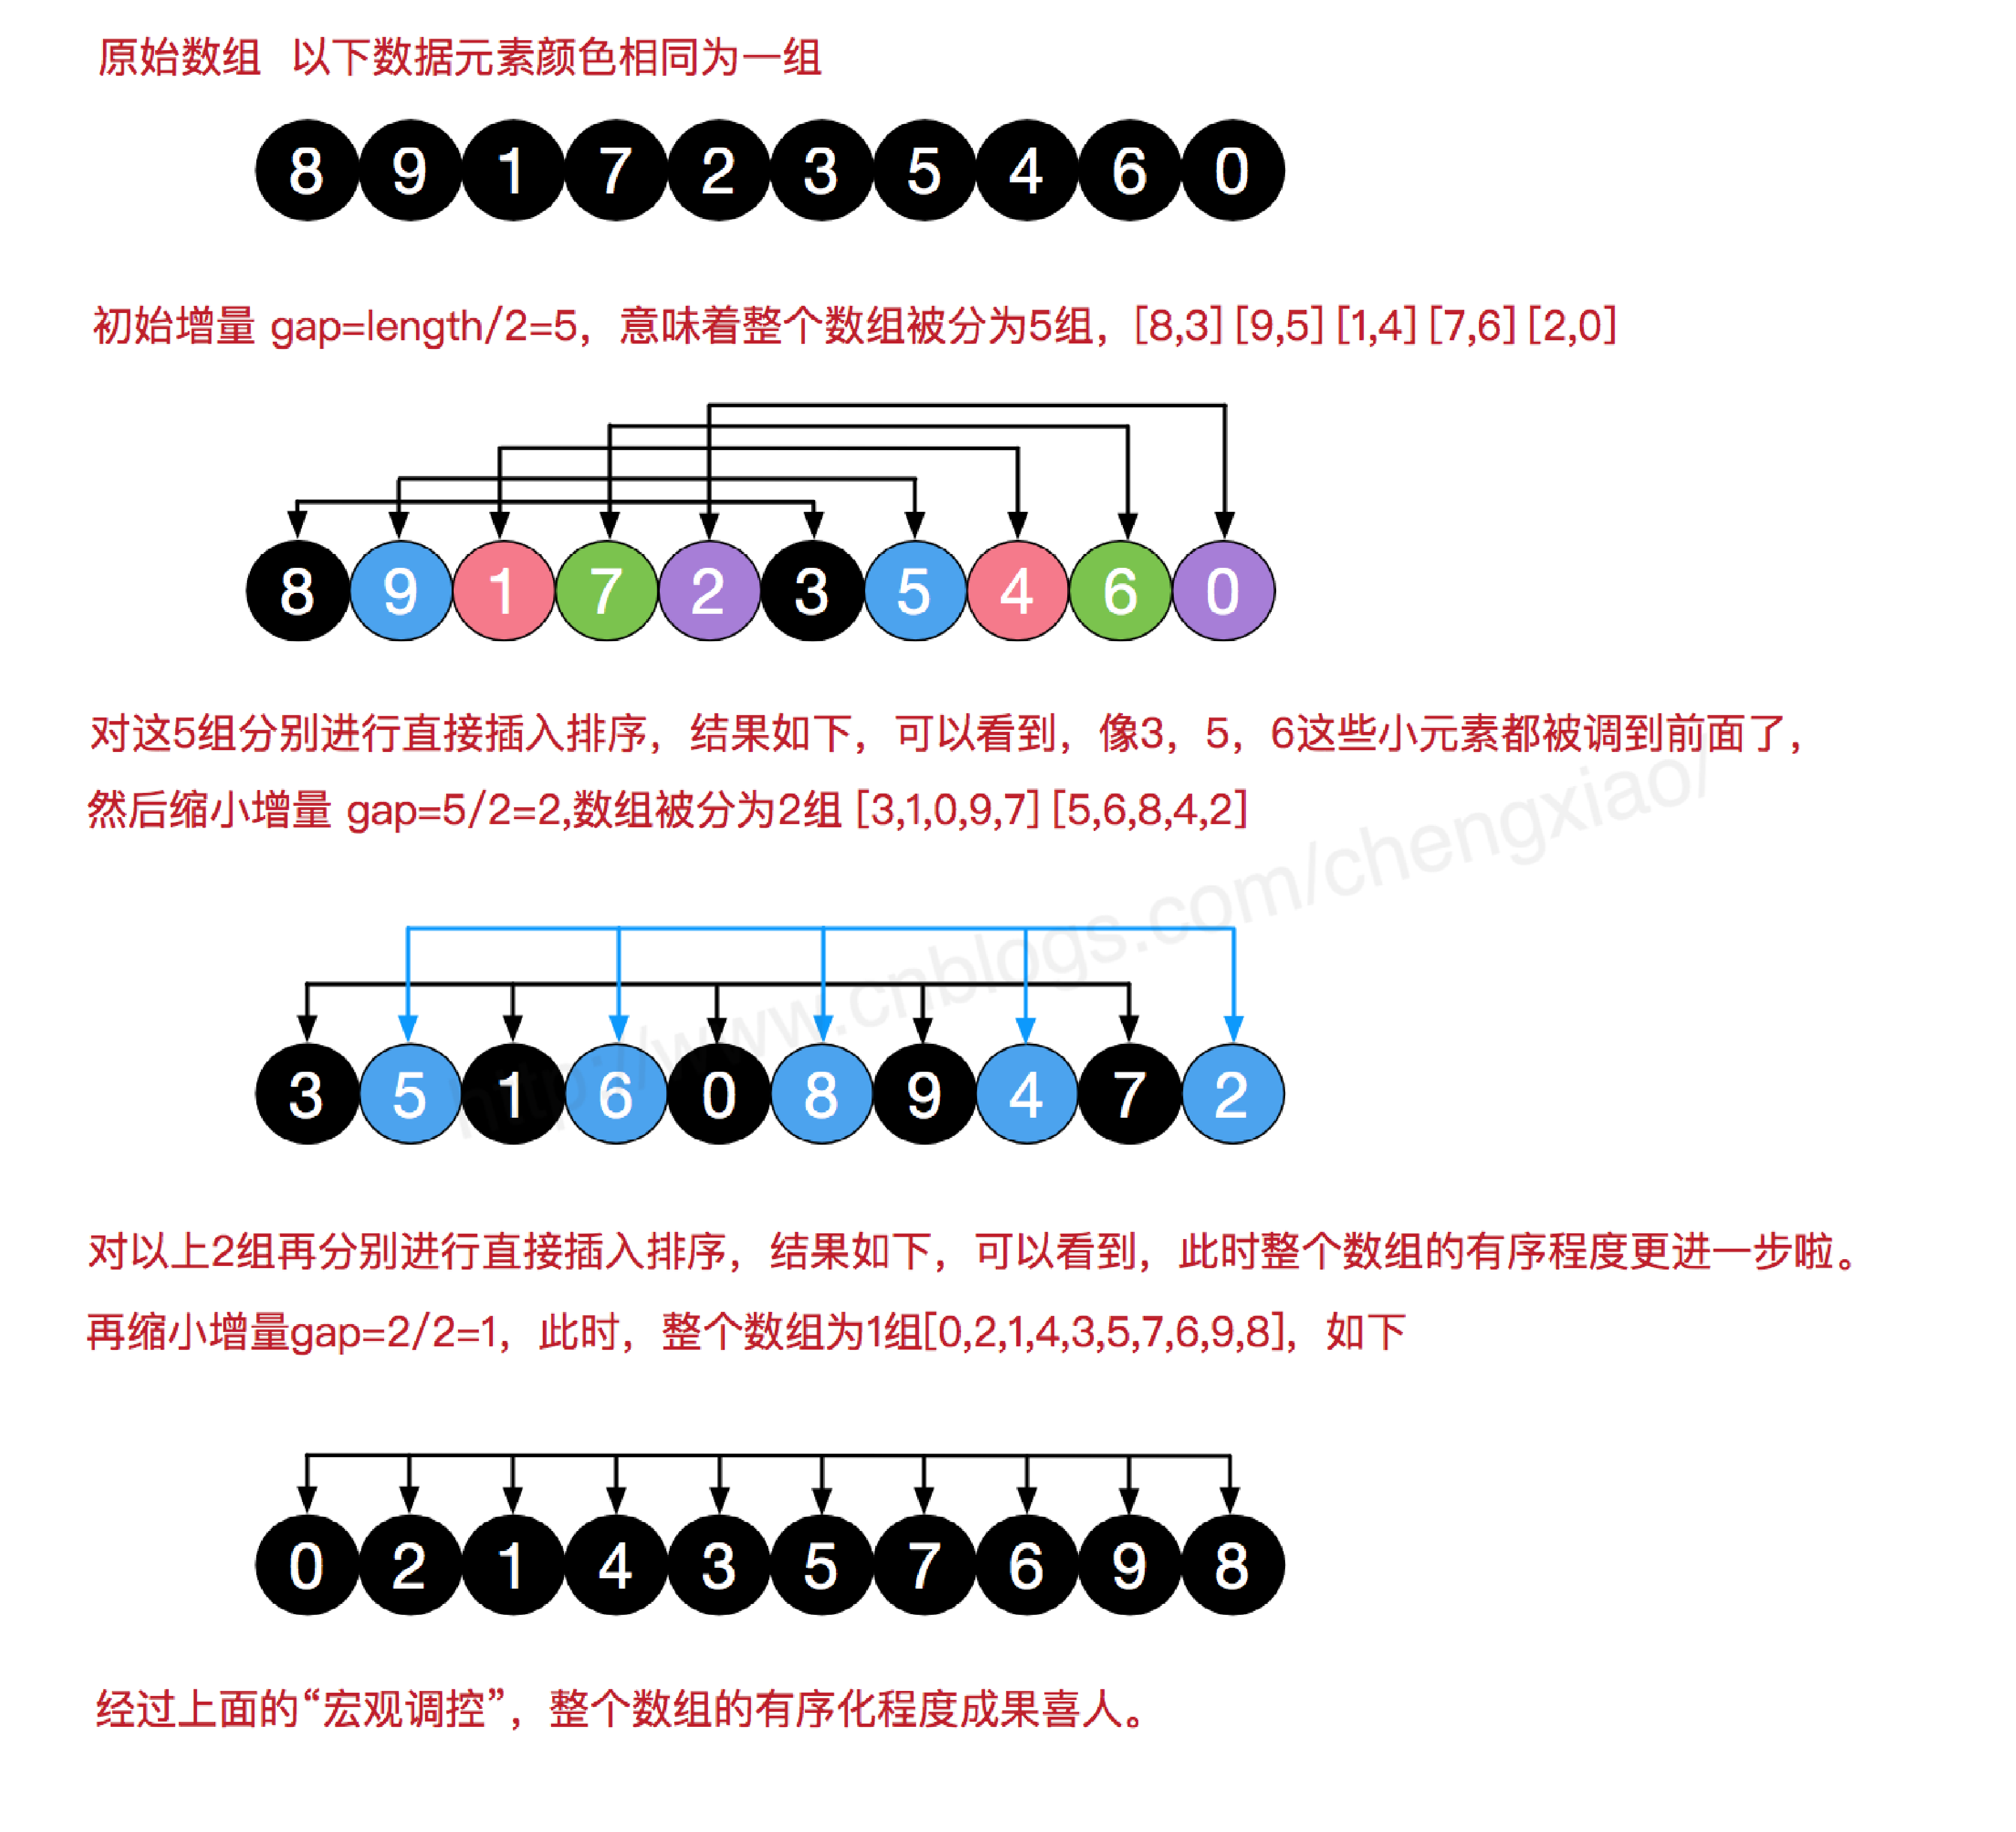 原始数组 以下数据元素颜色相同为一组
8 9 1 7 2 3 5 4 6 0
初始增量 gap=length/2=5，意味着整个数组被分为5组，[8,3] [9,5] [1,4] [7,6] [2,0]
8 9 1 7 2 3 5 4 6 0
对这5组分别进行直接插入排序，结果如下，可以看到，像3，5，6这些小元素都被调到前面了，
然后缩小增量 gap=5/2=2,数组被分为2组 [3,1,0,9,7] [5,6,8,4,2]
http://www.cnblogs.com/chengxiao/
3 5 1 6 0 8 9 4 7 2
对以上2组再分别进行直接插入排序，结果如下，可以看到，此时整个数组的有序程度更进一步啦。
再缩小增量gap=2/2=1，此时，整个数组为1组[0,2,1,4,3,5,7,6,9,8]，如下
0 2 1 4 3 5 7 6 9 8
经过上面的“宏观调控”，整个数组的有序化程度成果喜人。